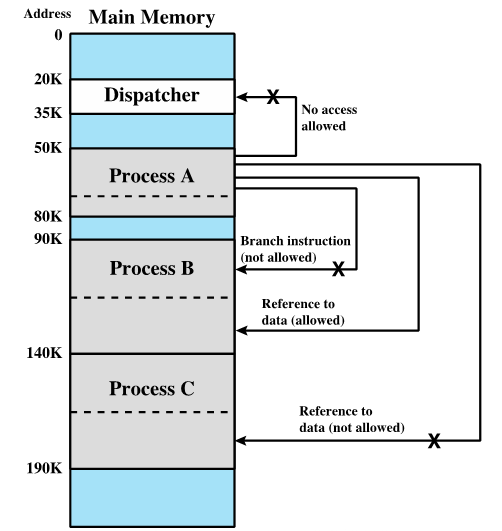 Address
Main Memory
0
20K
Dispatcher
X
35K
No access
allowed
50K
Process A
80K
90K
Branch instruction
(not allowed)
X
Process B
Reference to
data (allowed)
140K
Process C
Reference to
data (not allowed)
X
190K